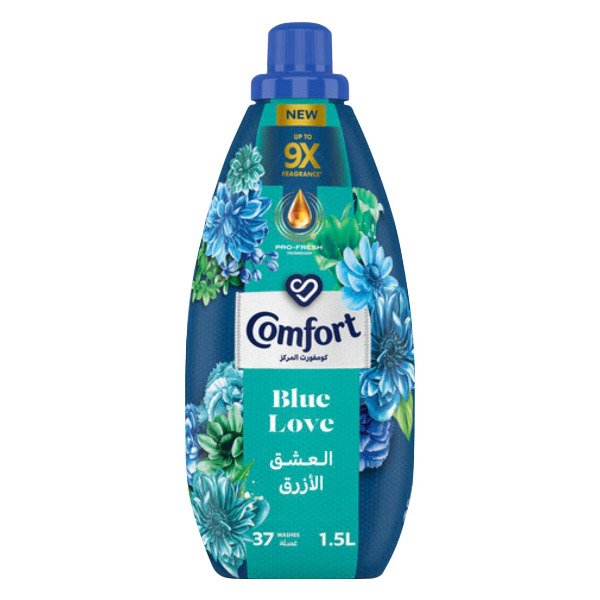 NEW
UP TO
9X
FRAGRANCE*
PRO-FRESH
TECHNOLOGY
Comfort
كومفورت المركز
Blue
Love
العشق
الأزرق
37 WASHES غسلة 1.5L